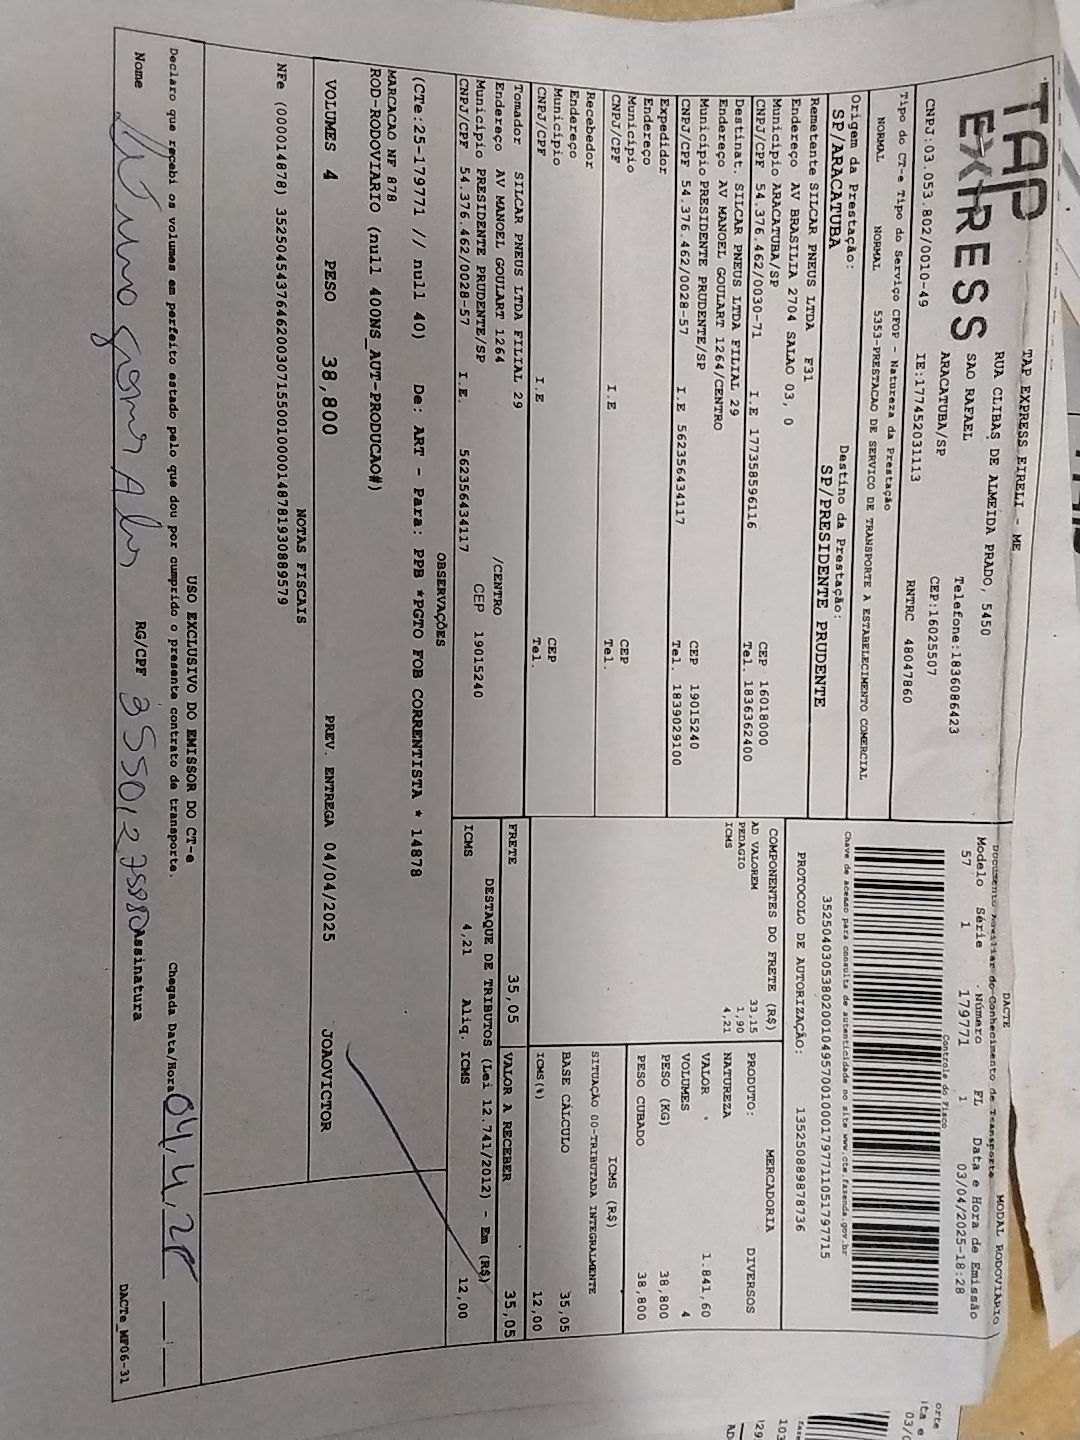 TAP
EXPRESS
TAP EXPRESS EIRELI - ME
RUA CLIBAS DE ALMEIDA PRADO, 5450
SAO RAFAEL
Telefone:1836086423
ARACATUBA/SP
CEP:16025507
CNPJ:03.053.802/0010-49
IE:177452031113
RNTRC 48047860
Tipo do CT-e Tipo do Serviço CFOP - Natureza da Prestação
NORMAL NORMAL 5353-PRESTACAO DE SERVICO DE TRANSPORTE A ESTABELECIMENTO COMERCIAL
Origem da Prestação:
SP/ARACATUBA
Destino da Prestação:
SP/PRESIDENTE PRUDENTE
Remetente SILCAR PNEUS LTDA F31
Endereço AV BRASILIA 2704 SALAO 03, 0
Municipio ARACATUBA/SP CEP 16018000
CNPJ/CPF 54.376.462/0030-71 I.E 177358596116 Tel. 1836362400
Destinat. SILCAR PNEUS LTDA FILIAL 29
Endereço AV MANOEL GOULART 1264/CENTRO
Municipio PRESIDENTE PRUDENTE/SP CEP 19015240
CNPJ/CPF 54.376.462/0028-57 I.E 562356434117 Tel. 1839029100
Expedidor
Endereço
Municipio CEP
CNPJ/CPF I.E Tel.
Recebedor
Endereço
Municipio CEP
CNPJ/CPF I.E Tel.
Tomador SILCAR PNEUS LTDA FILIAL 29
Endereço AV MANOEL GOULART 1264 /CENTRO
Municipio PRESIDENTE PRUDENTE/SP CEP 19015240
CNPJ/CPF 54.376.462/0028-57 I.E. 562356434117
DACTE MODAL RODOVIARIO
Documento Auxiliar do Conhecimento de Transporte
Modelo Série Número FL Data e Hora de Emissão
57 1 179771 1 03/04/2025-18:28
Controle do Fisco
Chave de acesso para consulta de autenticidade no site www.cte.fazenda.gov.br
35250403053802001049570010001797711051797715
PROTOCOLO DE AUTORIZAÇÃO: 135250889878736
COMPONENTES DO FRETE (R$)
AD VALOREM 33,15
PEDAGIO 1,90
ICMS 4,21
MERCADORIA
PRODUTO: DIVERSOS
NATUREZA
VALOR 1.841,60
VOLUMES 4
PESO (KG) 38,800
PESO CUBADO 38,800
ICMS (R$)
SITUAÇÃO 00-TRIBUTADA INTEGRALMENTE
BASE CÁLCULO 35,05
ICMS(%) 12,00
FRETE 35,05
VALOR A RECEBER 35,05
DESTAQUE DE TRIBUTOS (Lei 12.741/2012) - Em (R$)
ICMS 4,21 Aliq. ICMS 12,00
OBSERVAÇÕES
(CTe:25-179771 // null 40) De: ART - Para: PPB *PGTO FOB CORRENTISTA * 14878
MARCACAO NF 878
ROD-RODOVIARIO (null 400NS_AUT-PRODUCAO#)
VOLUMES 4 PESO 38,800 PREV. ENTREGA 04/04/2025 JOAOVICTOR
NOTAS FISCAIS
NFe (000014878) 35250454376462003071550010000148781930889579
USO EXCLUSIVO DO EMISSOR DO CT-e
Declaro que recebi os volumes em perfeito estado pelo que dou por cumprido o presente contrato de transporte.
Chegada Data/Hora 04,4,25
Nome RG/CPF Assinatura
DACTe_MP06-31